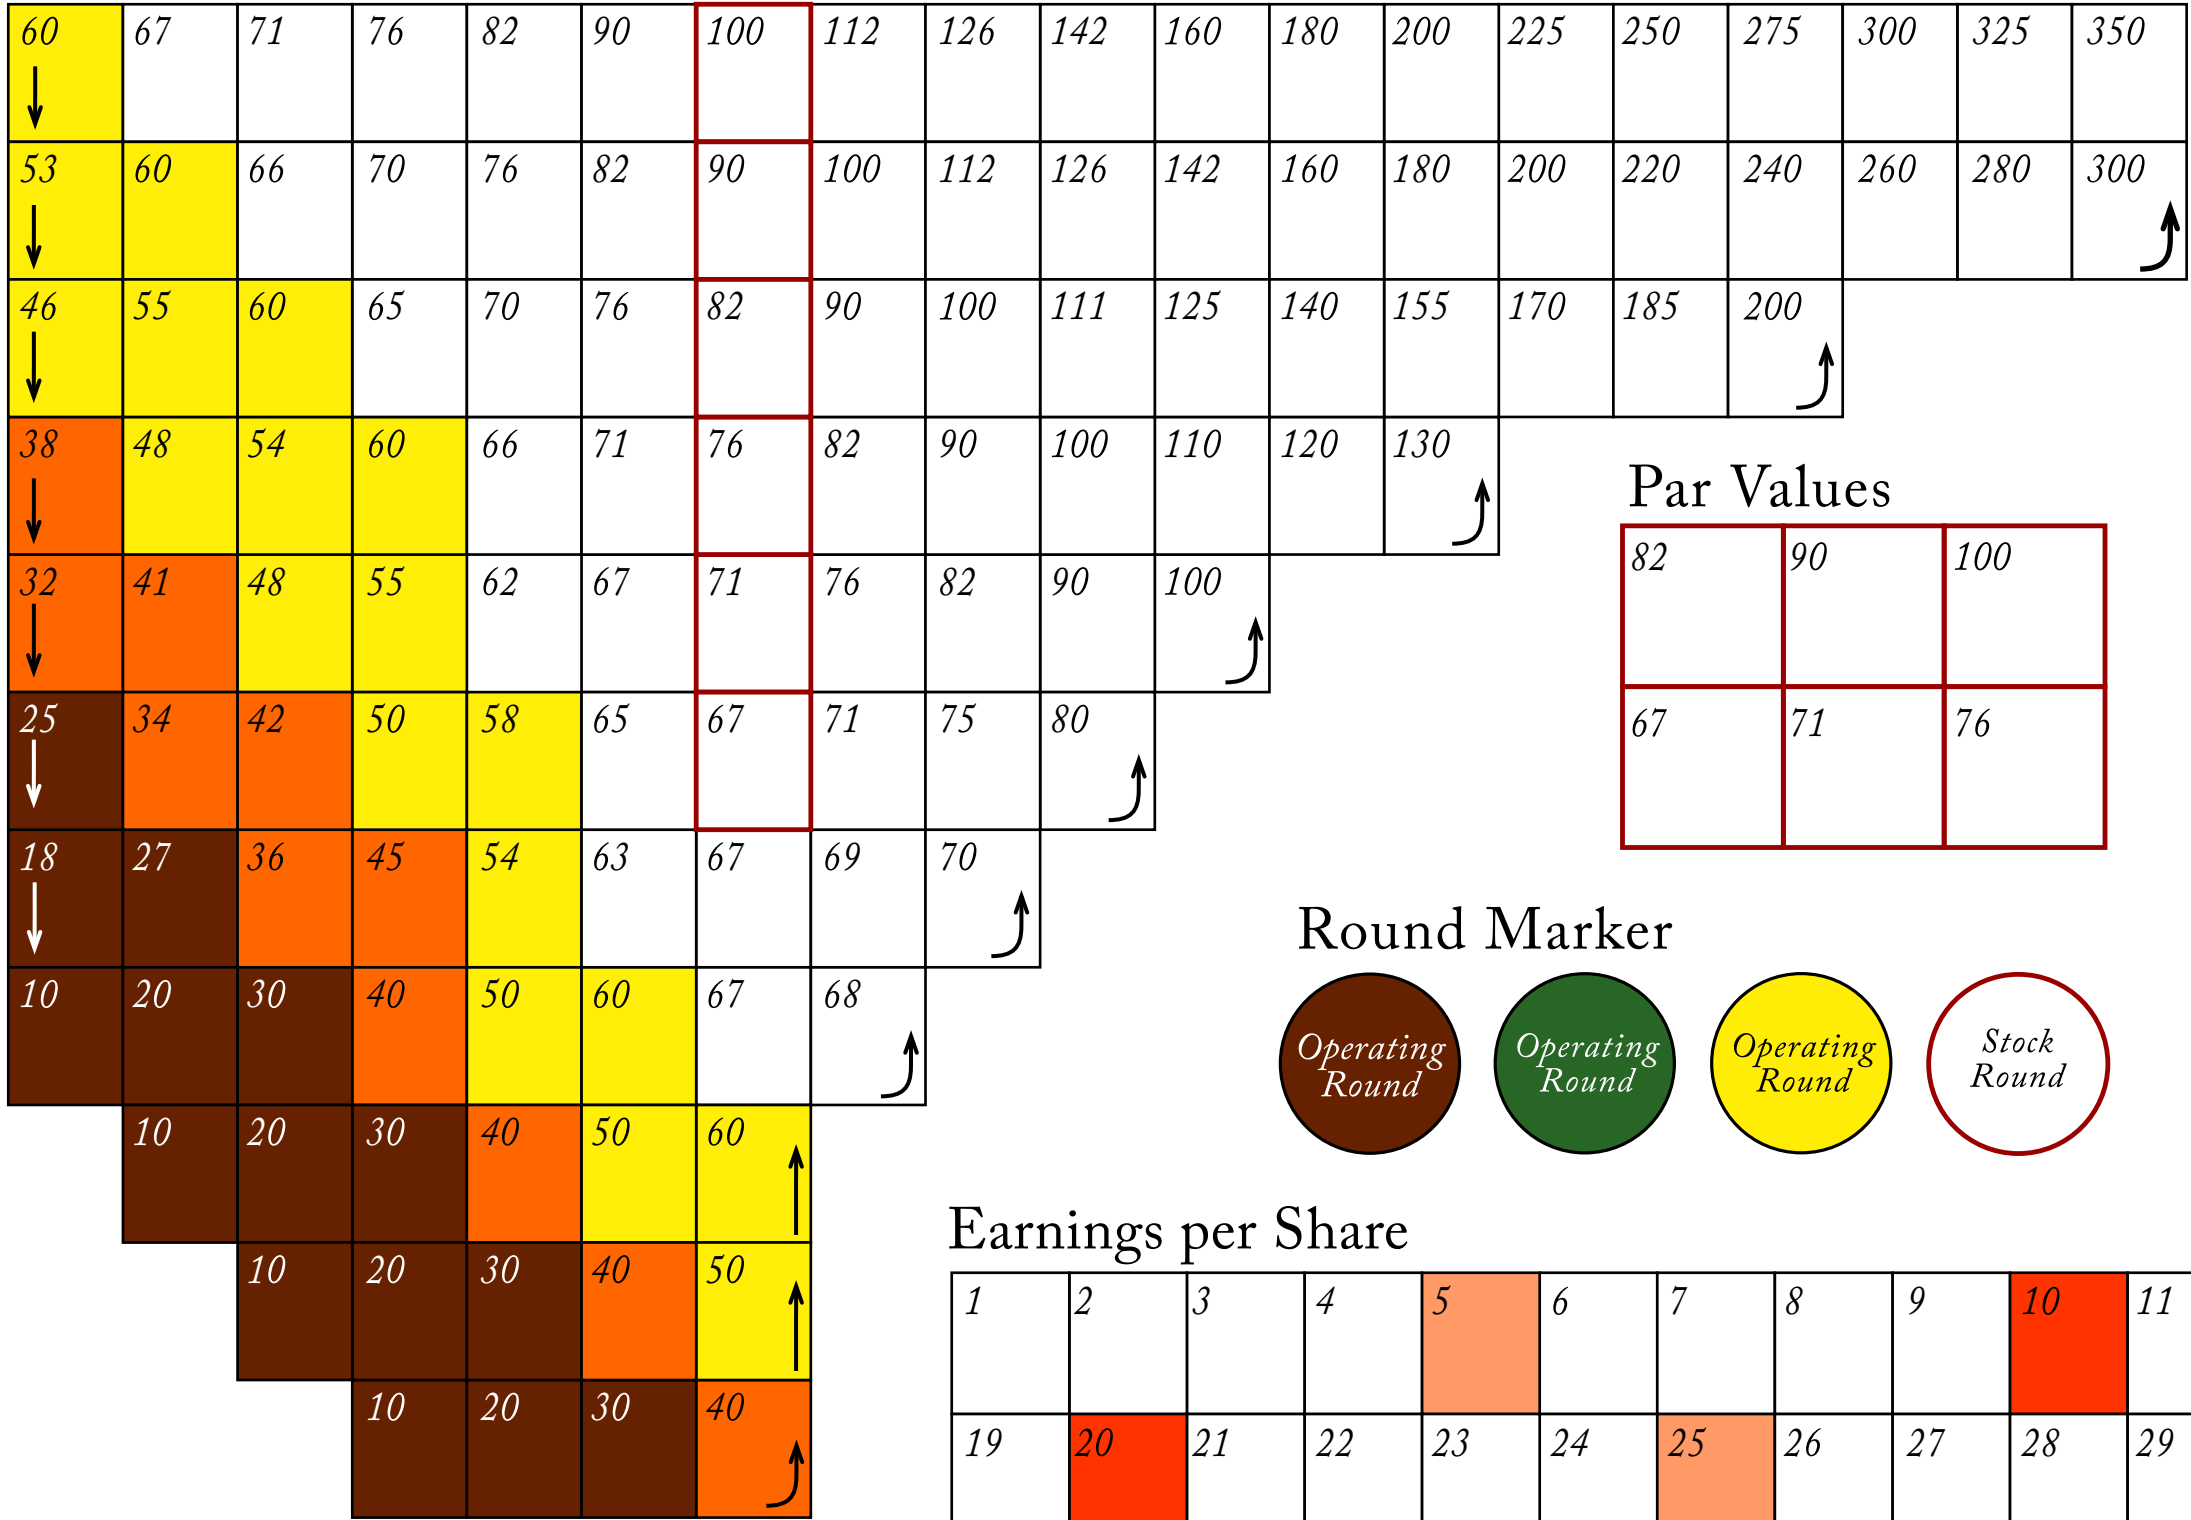 60 67 71 76 82 90 100 112 126 142 160 180 200 225 250 275 300 325 350
53 60 66 70 76 82 90 100 112 126 142 160 180 200 220 240 260 280 300
46 55 60 65 70 76 82 90 100 111 125 140 155 170 185 200
38 48 54 60 66 71 76 82 90 100 110 120 130
32 41 48 55 62 67 71 76 82 90 100
25 34 42 50 58 65 67 71 75 80
18 27 36 45 54 63 67 69 70
10 20 30 40 50 60 67 68
10 20 30 40 50 60
10 20 30 40 50
10 20 30 40
Par Values
82 90 100
67 71 76
Round Marker
Operating
Round
Operating
Round
Operating
Round
Stock
Round
Earnings per Share
1 2 3 4 5 6 7 8 9 10 11
19 20 21 22 23 24 25 26 27 28 29